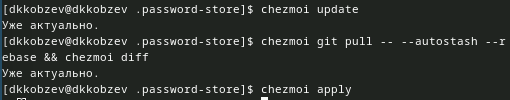 [dkkobzev@dkkobzev .password-store]$ chezmoi update
Уже актуально.
[dkkobzev@dkkobzev .password-store]$ chezmoi git pull -- --autostash --r
ebase && chezmoi diff
Уже актуально.
[dkkobzev@dkkobzev .password-store]$ chezmoi apply